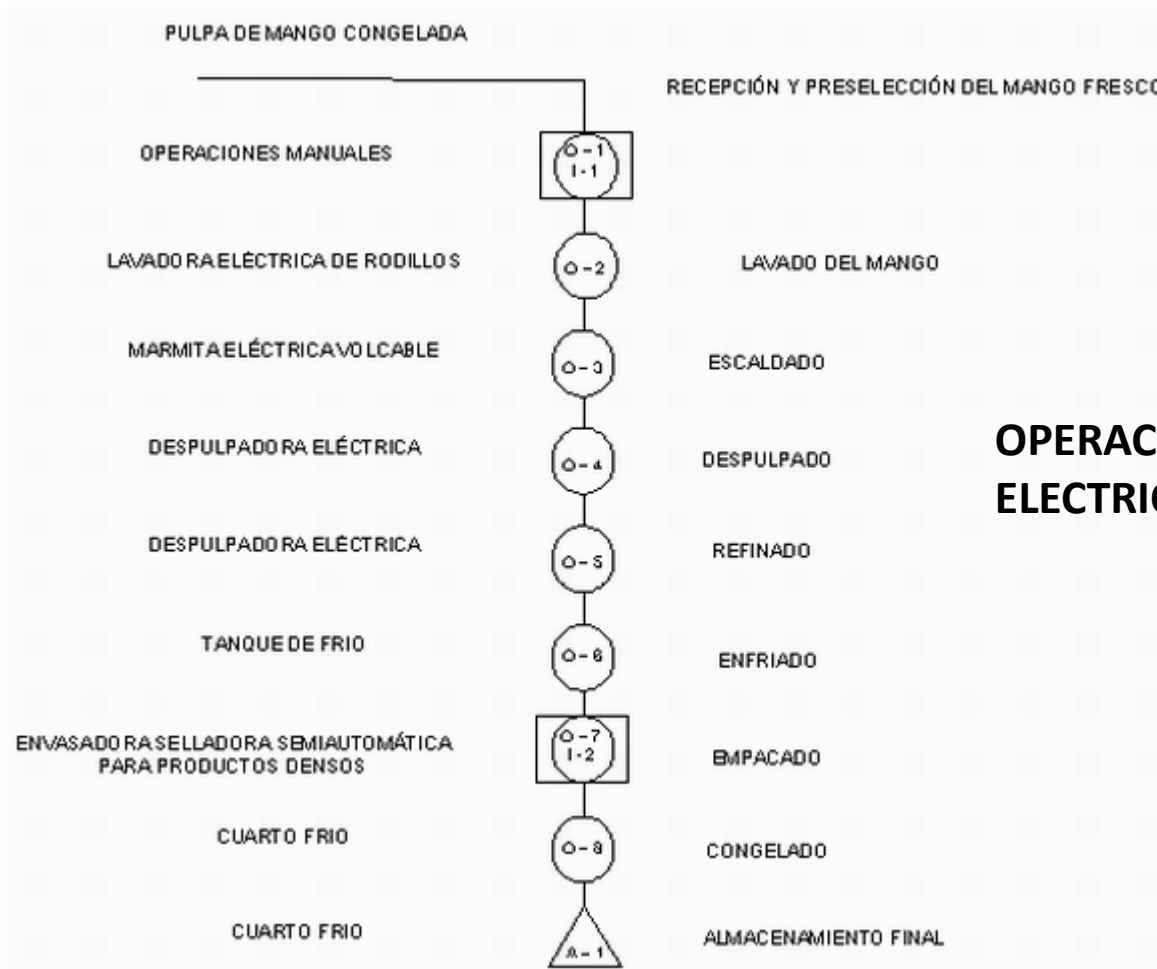 PULPA DE MANGO CONGELADA
RECEPCIÓN Y PRESELECCIÓN DEL MANGO FRESCO
OPERACIONES MANUALES
O-1
I-1
LAVADORA ELÉCTRICA DE RODILLOS
O-2
LAVADO DEL MANGO
MARMITA ELÉCTRICA VOLCABLE
O-3
ESCALDADO
DESPULPADORA ELÉCTRICA
O-4
DESPULPADO
OPERAC
ELECTRIC
DESPULPADORA ELÉCTRICA
O-5
REFINADO
TANQUE DE FRIO
O-6
ENFRIADO
ENVASADORA SELLADORA SEMIAUTOMÁTICA
PARA PRODUCTOS DENSOS
O-7
I-2
EMPACADO
CUARTO FRIO
O-8
CONGELADO
CUARTO FRIO
A-1
ALMACENAMIENTO FINAL